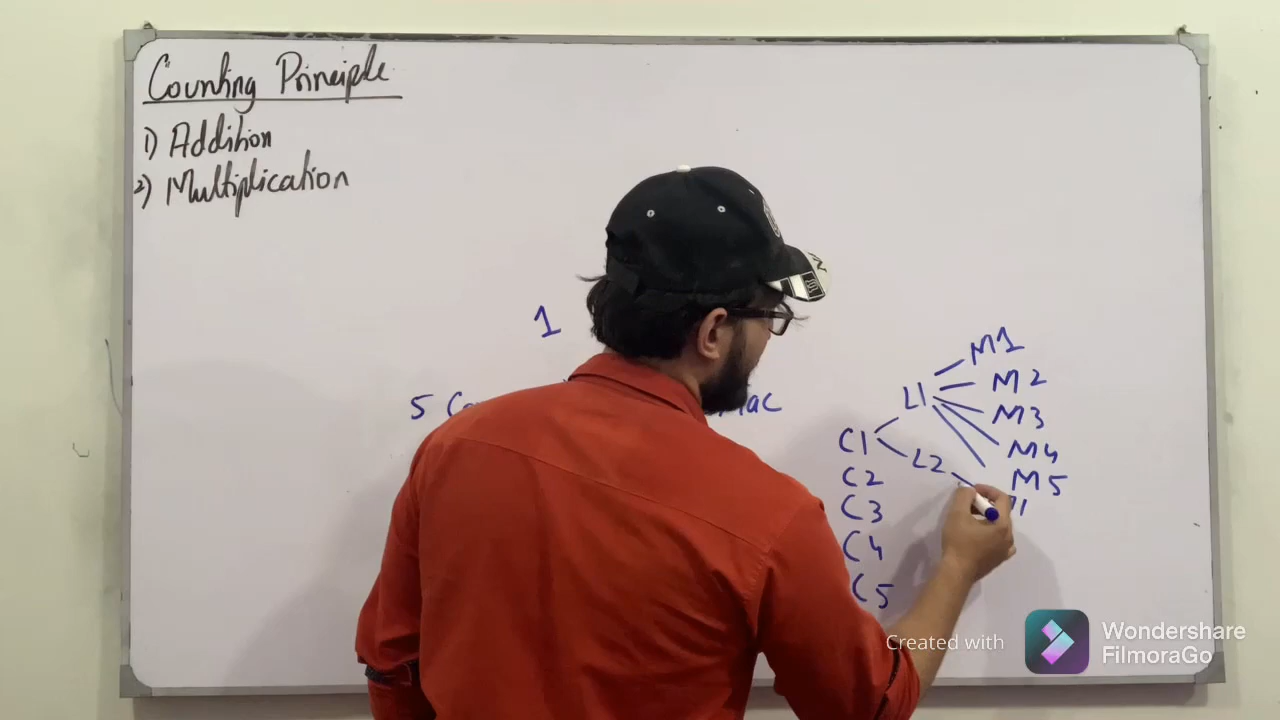 Counting Principle
1) Addition
2) Multiplication
1
5
Mac
C1
C2
C3
C4
C5
L1
L2
M1
M2
M3
M4
M5
Created with
Wondershare
FilmoraGo